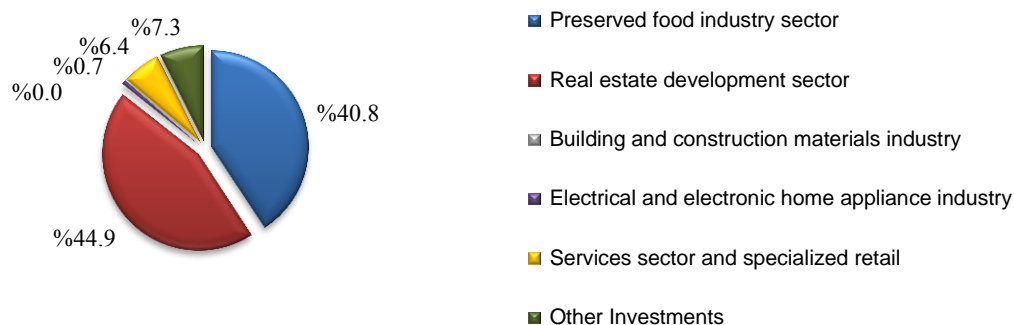 %7.3
%6.4
%0.7
%0.0
%40.8
%44.9
Preserved food industry sector
Real estate development sector
Building and construction materials industry
Electrical and electronic home appliance industry
Services sector and specialized retail
Other Investments